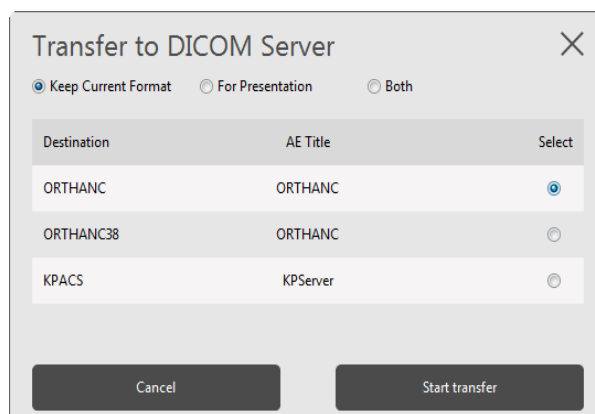 Transfer to DICOM Server
Keep Current Format For Presentation Both
Destination AE Title Select
ORTHANC ORTHANC
ORTHANC38 ORTHANC
KPACS KPServer
Cancel Start transfer